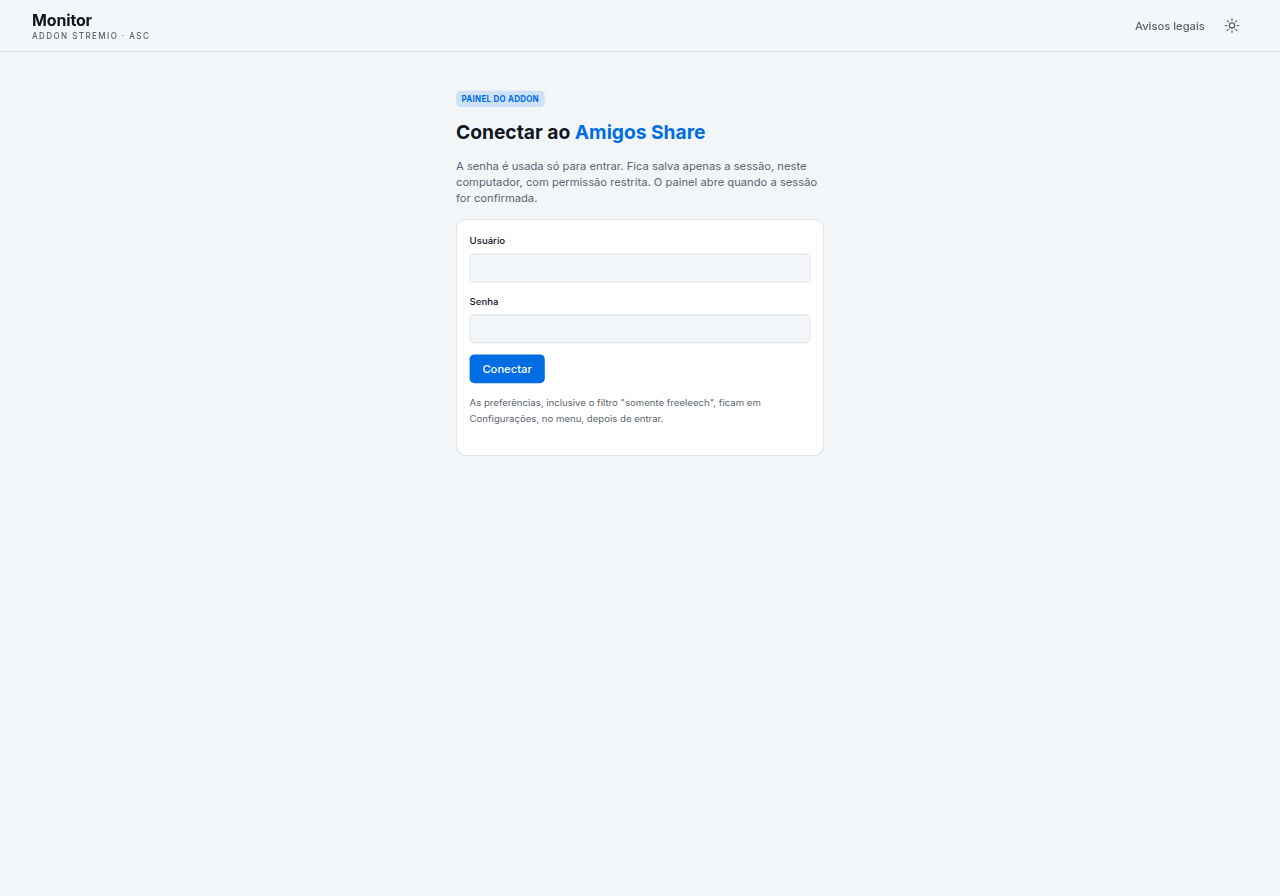 Monitor
ADDON STREMIO · ASC
Avisos legais
PAINEL DO ADDON
Conectar ao Amigos Share
A senha é usada só para entrar. Fica salva apenas a sessão, neste
computador, com permissão restrita. O painel abre quando a sessão
for confirmada.
Usuário
Senha
Conectar
As preferências, inclusive o filtro "somente freeleech", ficam em
Configurações, no menu, depois de entrar.